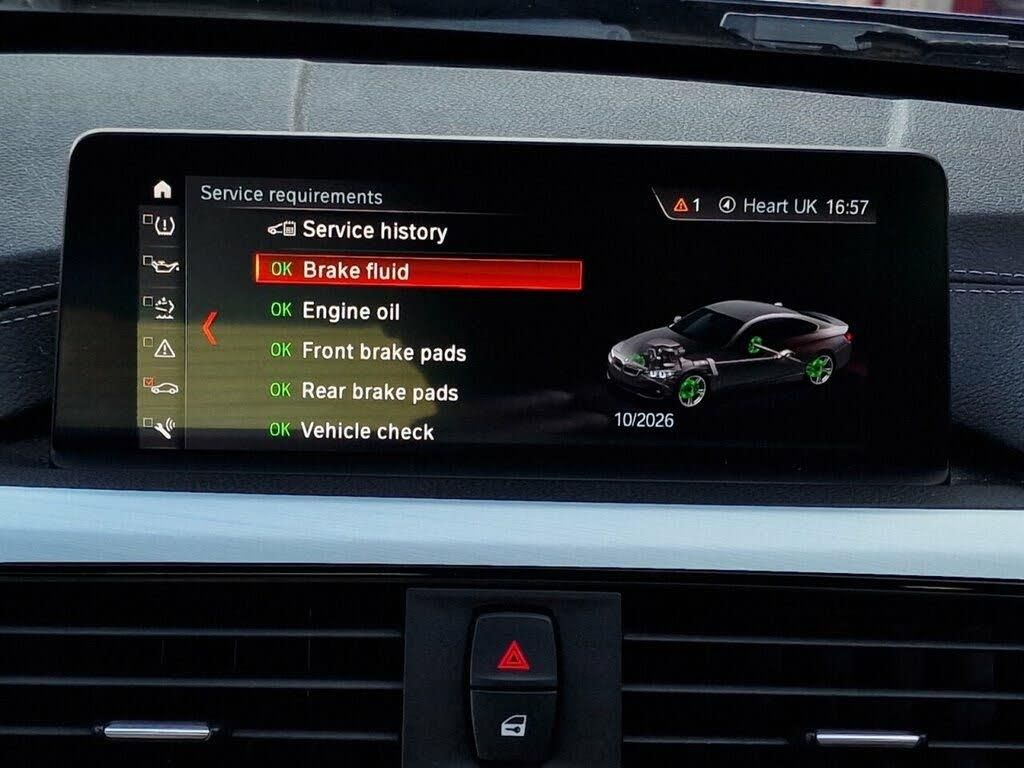 Service requirements
1 Heart UK 16:57
Service history
OK Brake fluid
OK Engine oil
OK Front brake pads
OK Rear brake pads
OK Vehicle check
10/2026